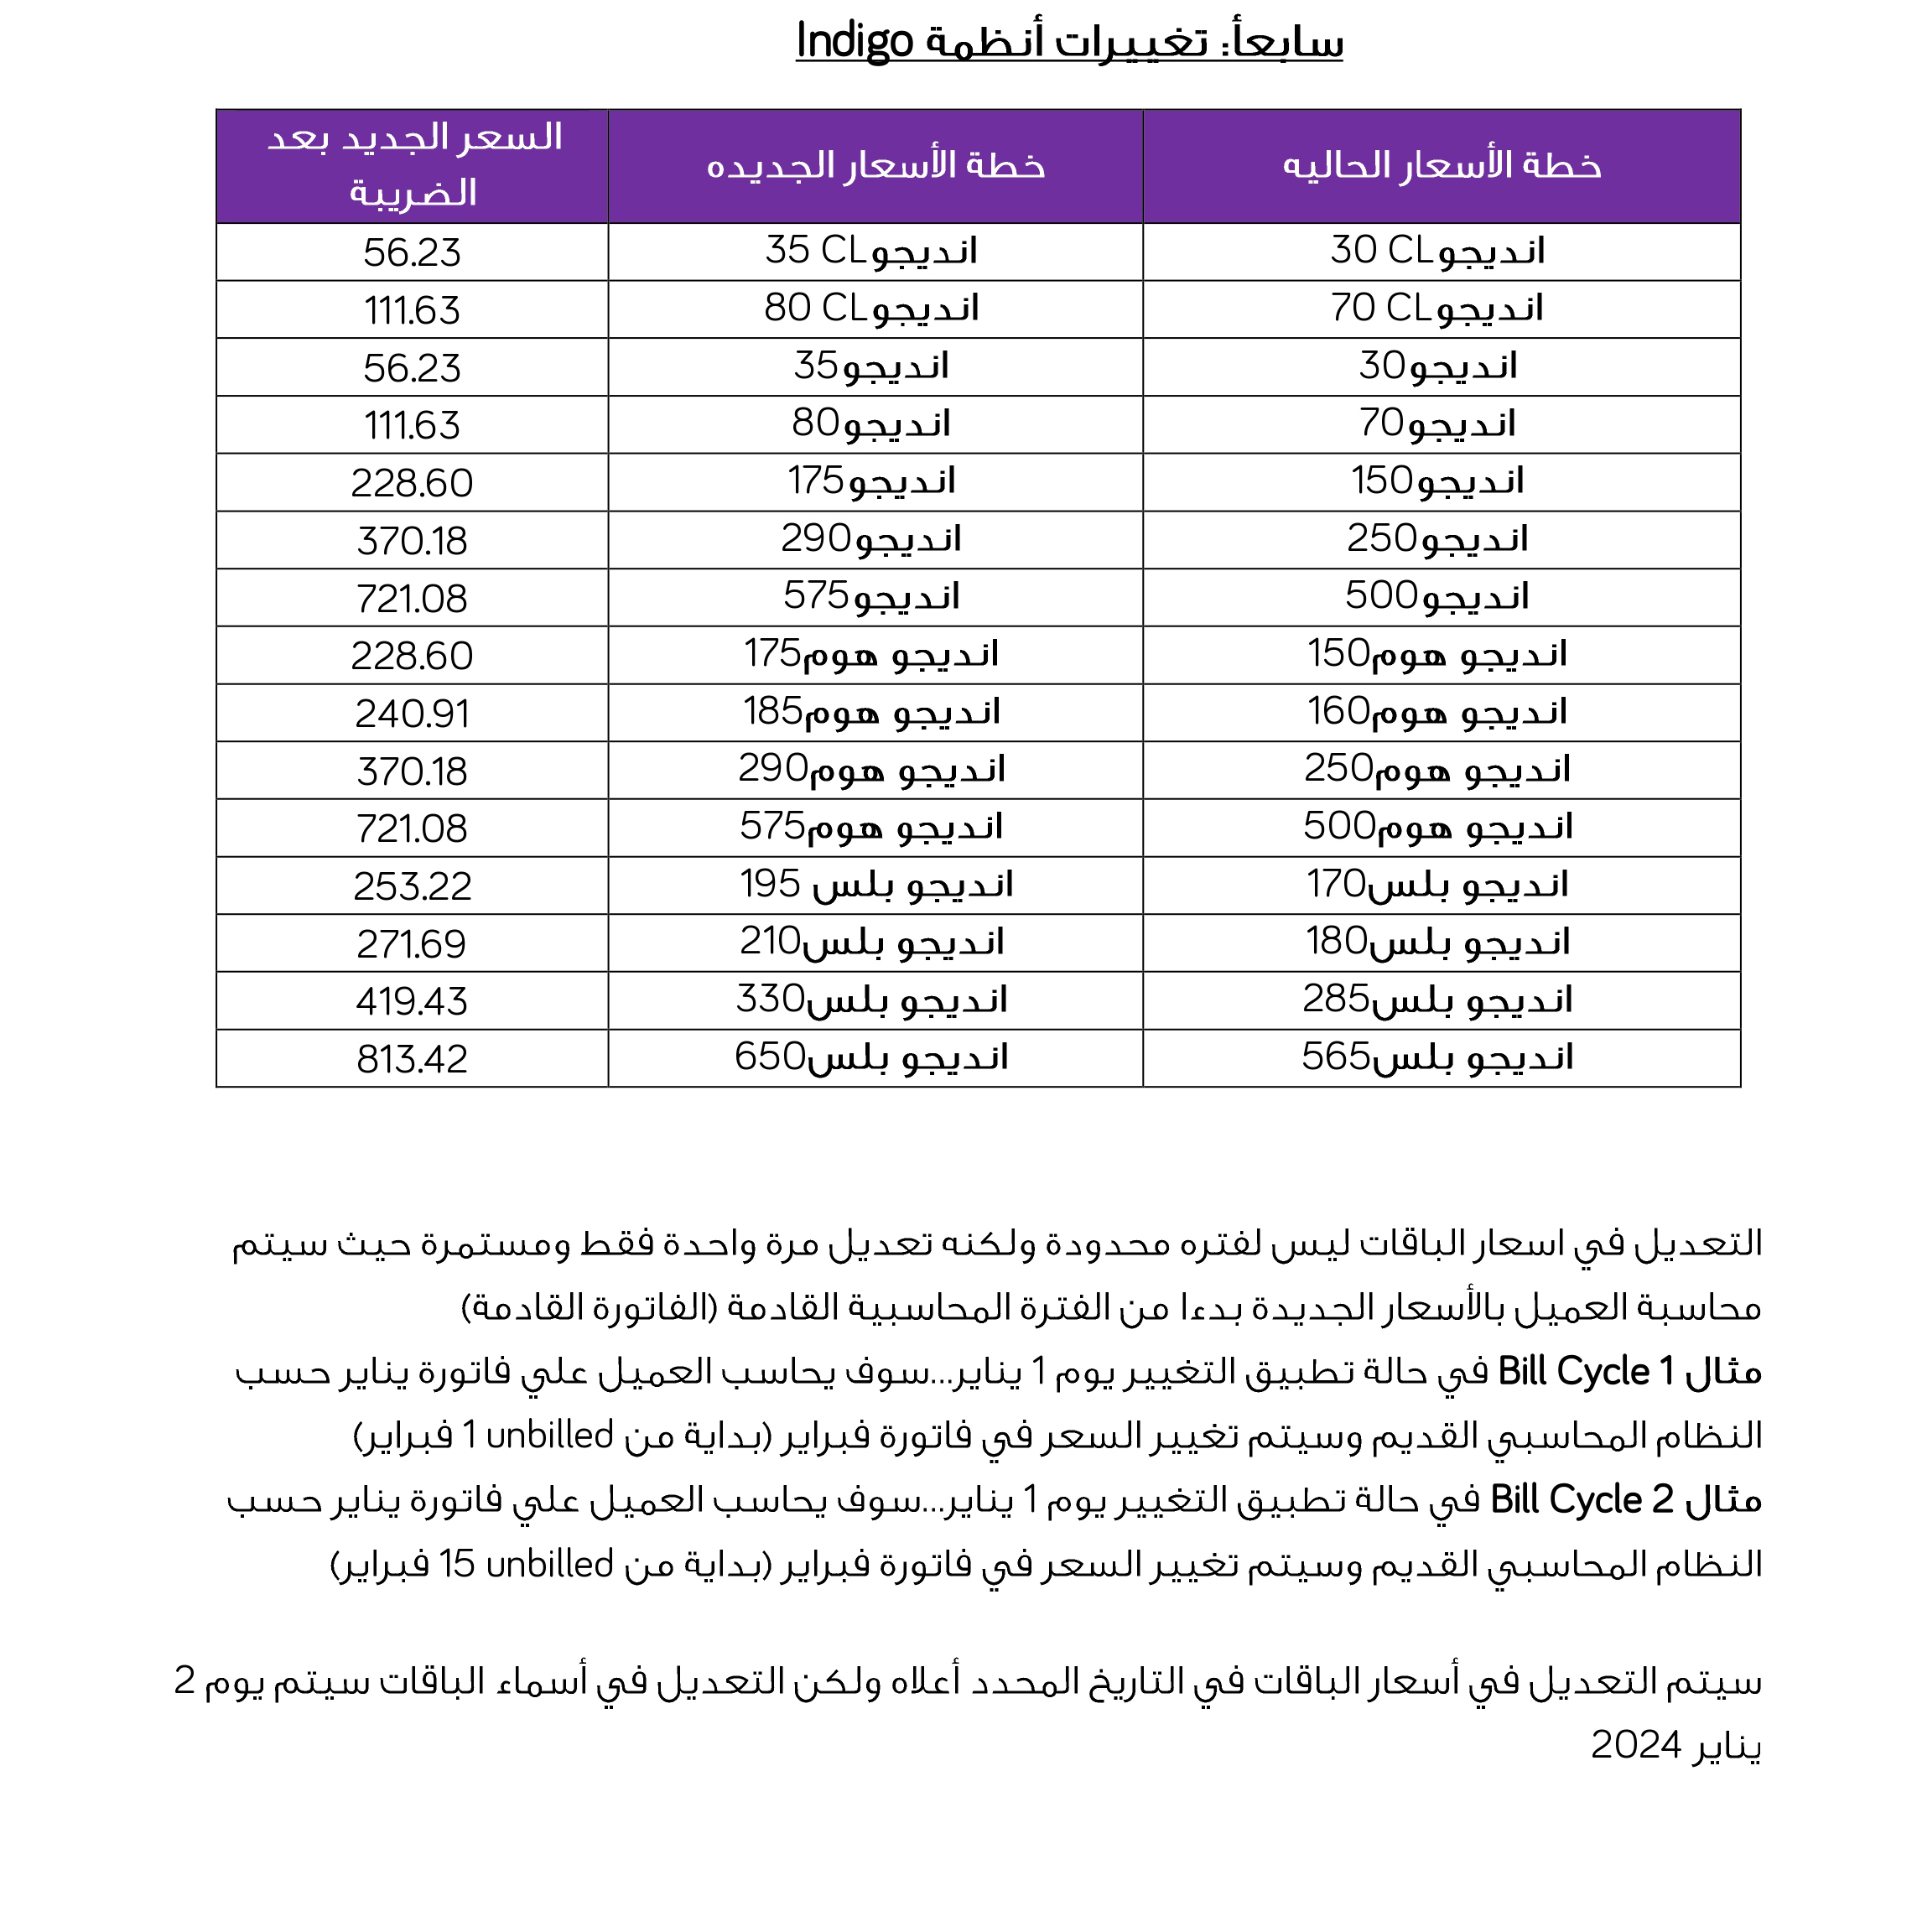 سابعاً: تغييرات أنظمة Indigo
خطة الأسعار الحاليه	خطة الأسعار الجديده	السعر الجديد بعد الضريبة
انديجو30 CL	انديجو35 CL	56.23
انديجو70 CL	انديجو80 CL	111.63
انديجو30	انديجو35	56.23
انديجو70	انديجو80	111.63
انديجو150	انديجو175	228.60
انديجو250	انديجو290	370.18
انديجو500	انديجو575	721.08
انديجو هوم150	انديجو هوم175	228.60
انديجو هوم160	انديجو هوم185	240.91
انديجو هوم250	انديجو هوم290	370.18
انديجو هوم500	انديجو هوم575	721.08
انديجو بلس170	انديجو بلس 195	253.22
انديجو بلس180	انديجو بلس210	271.69
انديجو بلس285	انديجو بلس330	419.43
انديجو بلس565	انديجو بلس650	813.42
التعديل في اسعار الباقات ليس لفتره محدودة ولكنه تعديل مرة واحدة فقط ومستمرة حيث سيتم
محاسبة العميل بالأسعار الجديدة بدءا من الفترة المحاسبية القادمة (الفاتورة القادمة)
مثال Bill Cycle 1 في حالة تطبيق التغيير يوم 1 يناير...سوف يحاسب العميل علي فاتورة يناير حسب
النظام المحاسبي القديم وسيتم تغيير السعر في فاتورة فبراير (بداية من unbilled 1 فبراير)
مثال Bill Cycle 2 في حالة تطبيق التغيير يوم 1 يناير...سوف يحاسب العميل علي فاتورة يناير حسب
النظام المحاسبي القديم وسيتم تغيير السعر في فاتورة فبراير (بداية من unbilled 15 فبراير)
سيتم التعديل في أسعار الباقات في التاريخ المحدد أعلاه ولكن التعديل في أسماء الباقات سيتم يوم 2
يناير 2024